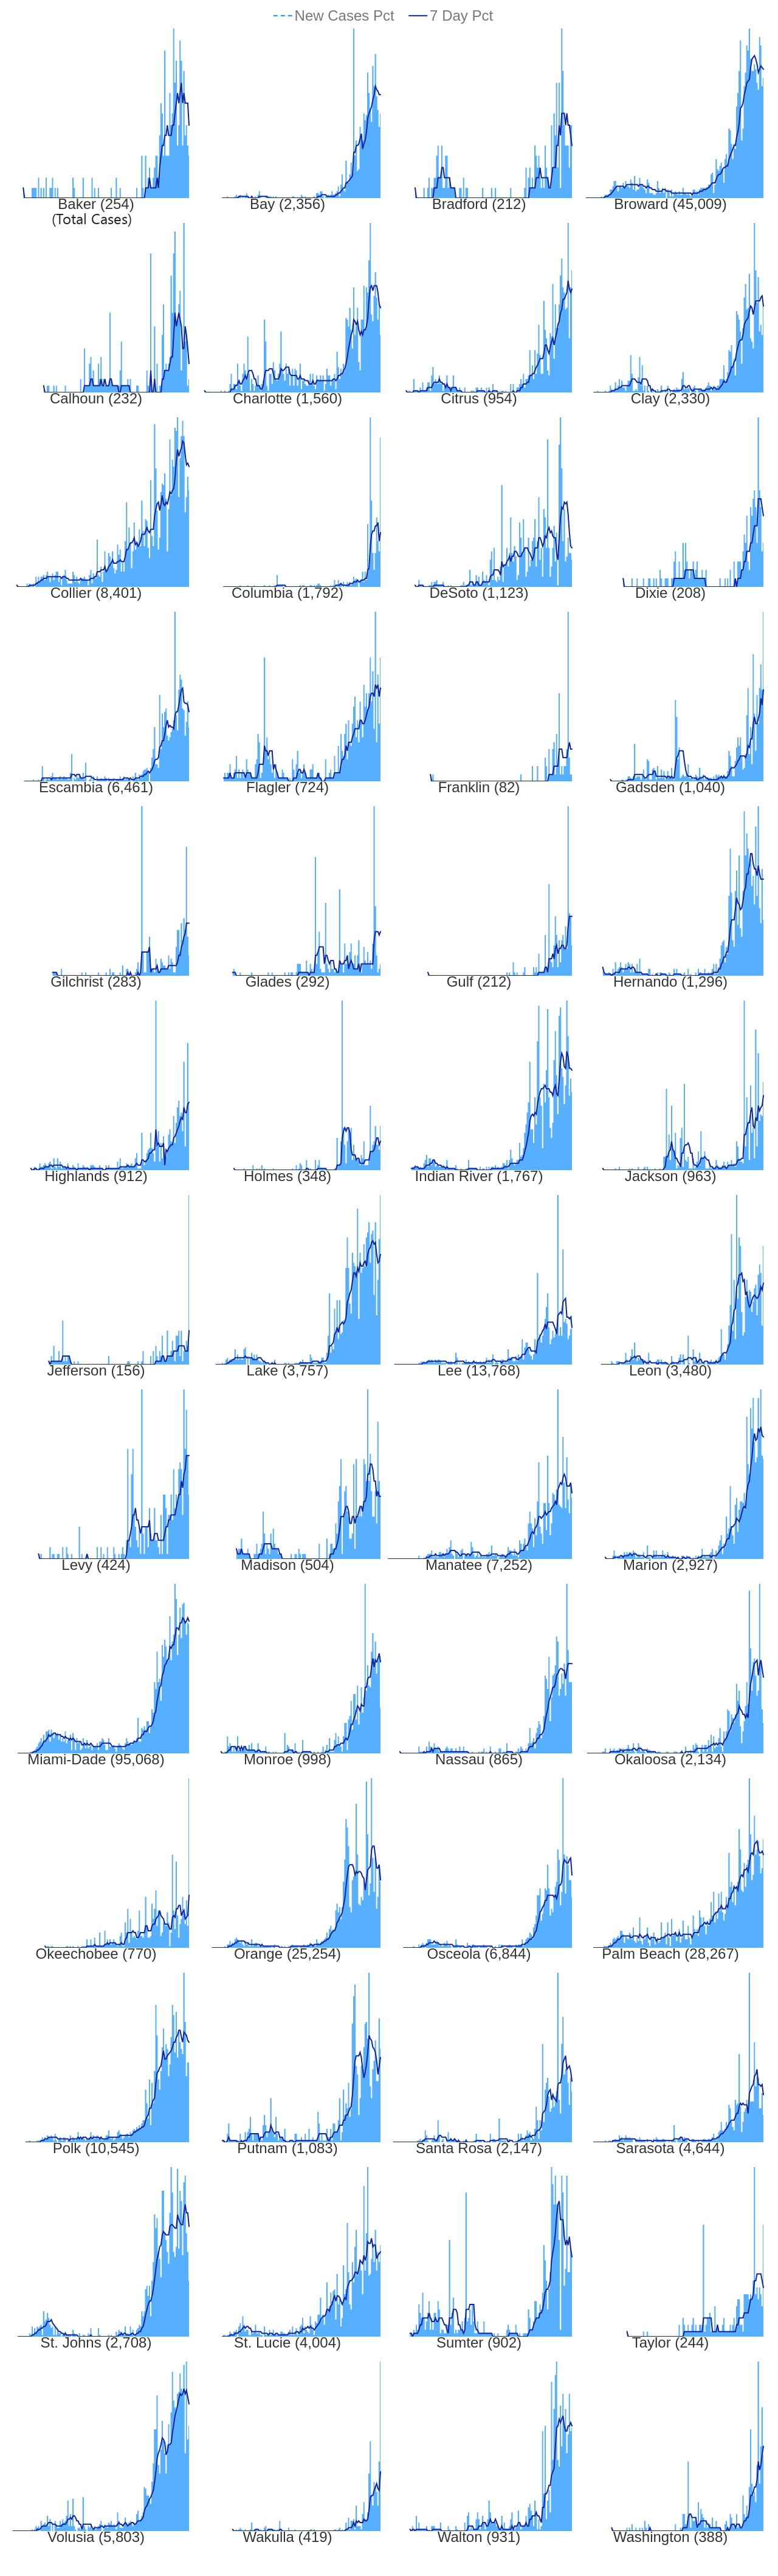 New Cases Pct 7 Day Pct
Baker (254) Bay (2,356) Bradford (212) Broward (45,009)
(Total Cases)
Calhoun (232) Charlotte (1,560) Citrus (954) Clay (2,330)
Collier (8,401) Columbia (1,792) DeSoto (1,123) Dixie (208)
Escambia (6,461) Flagler (724) Franklin (82) Gadsden (1,040)
Gilchrist (283) Glades (292) Gulf (212) Hernando (1,296)
Highlands (912) Holmes (348) Indian River (1,767) Jackson (963)
Jefferson (156) Lake (3,757) Lee (13,768) Leon (3,480)
Levy (424) Madison (504) Manatee (7,252) Marion (2,927)
Miami-Dade (95,068) Monroe (998) Nassau (865) Okaloosa (2,134)
Okeechobee (770) Orange (25,254) Osceola (6,844) Palm Beach (28,267)
Polk (10,545) Putnam (1,083) Santa Rosa (2,147) Sarasota (4,644)
St. Johns (2,708) St. Lucie (4,004) Sumter (902) Taylor (244)
Volusia (5,803) Wakulla (419) Walton (931) Washington (388)